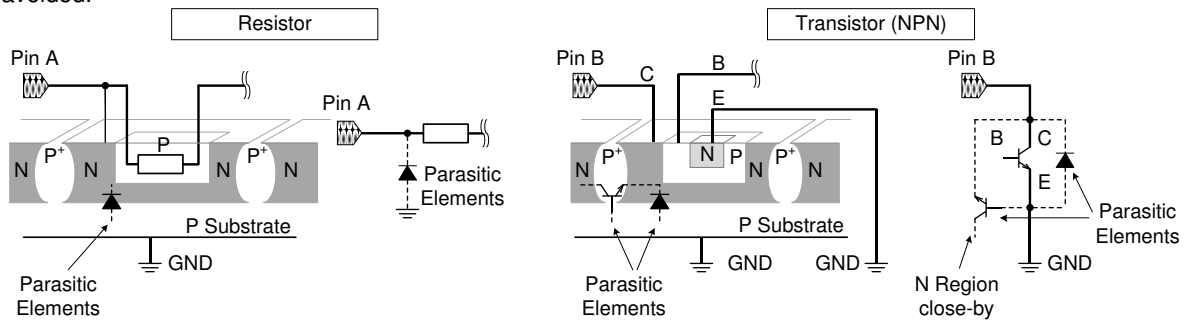 avoided.
Resistor
Transistor (NPN)
Pin A
Pin A
Parasitic
Elements
N
P+
N
P
P+
N
N
P Substrate
GND
Parasitic
Elements
Pin B
C
B
E
N
P+
N
N
P
P+
N
N
P Substrate
GND
GND
Parasitic
Elements
Pin B
B
C
E
Parasitic
Elements
GND
N Region
close-by